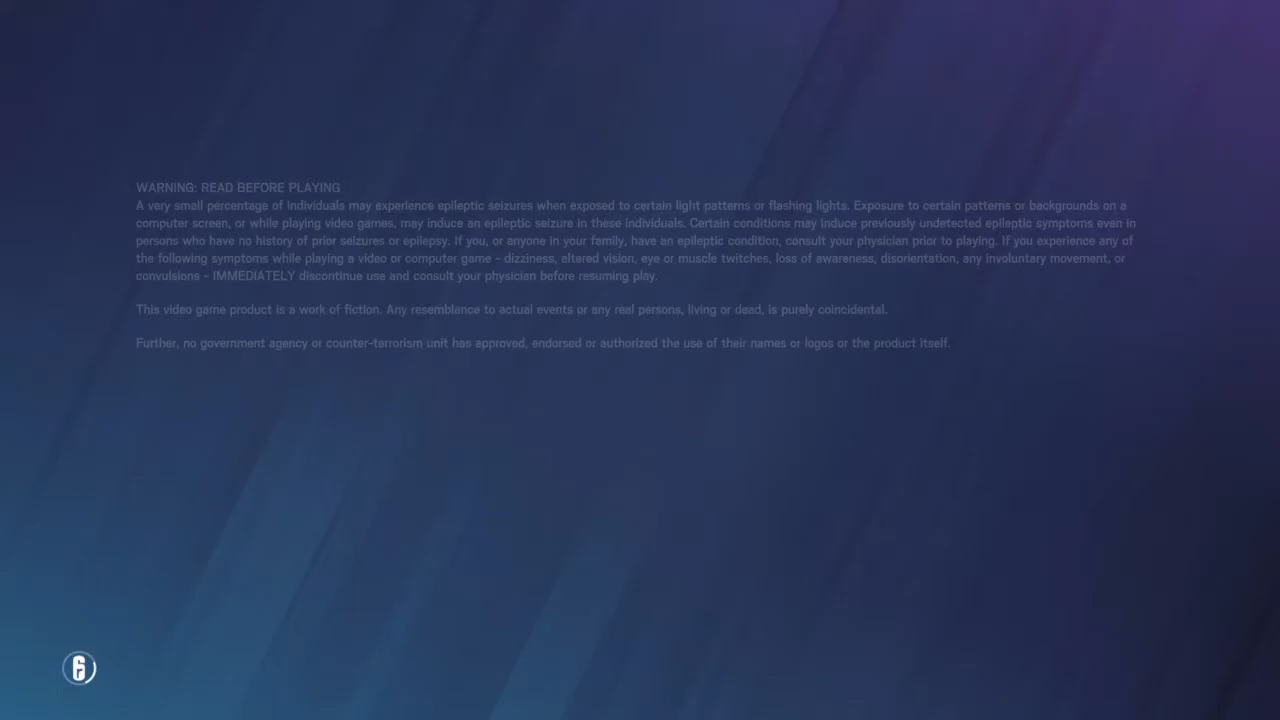 WARNING: READ BEFORE PLAYING
A very small percentage of individuals may experience epileptic seizures when exposed to certain light patterns or flashing lights. Exposure to certain patterns or backgrounds on a
computer screen, or while playing video games, may induce an epileptic seizure in these individuals. Certain conditions may induce previously undetected epileptic symptoms even in
persons who have no history of prior seizures or epilepsy. If you, or anyone in your family, have an epileptic condition, consult your physician prior to playing. If you experience any of
the following symptoms while playing a video or computer game - dizziness, altered vision, eye or muscle twitches, loss of awareness, disorientation, any involuntary movement, or
convulsions - IMMEDIATELY discontinue use and consult your physician before resuming play.
This video game product is a work of fiction. Any resemblance to actual events or any real persons, living or dead, is purely coincidental.
Further, no government agency or counter-terrorism unit has approved, endorsed or authorized the use of their names or logos or the product itself.
6